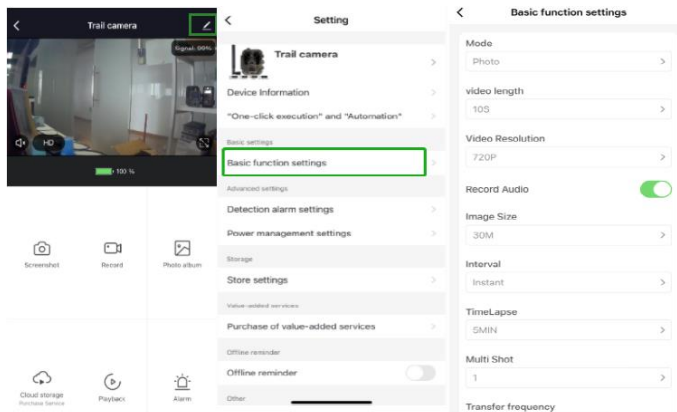 Trail camera
Signal: 99%
HD
100 %
Screenshot
Record
Photo album
Cloud storage
Purchase Service
Playback
Alarm
Setting
Trail camera
Device Information
"One-click execution" and "Automation"
Basic settings
Basic function settings
Advanced settings
Detection alarm settings
Power management settings
Storage
Store settings
Value-added services
Purchase of value-added services
Offline reminder
Offline reminder
Other
Basic function settings
Mode
Photo
video length
10S
Video Resolution
720P
Record Audio
Image Size
30M
Interval
Instant
TimeLapse
5MIN
Multi Shot
1
Transfer frequency